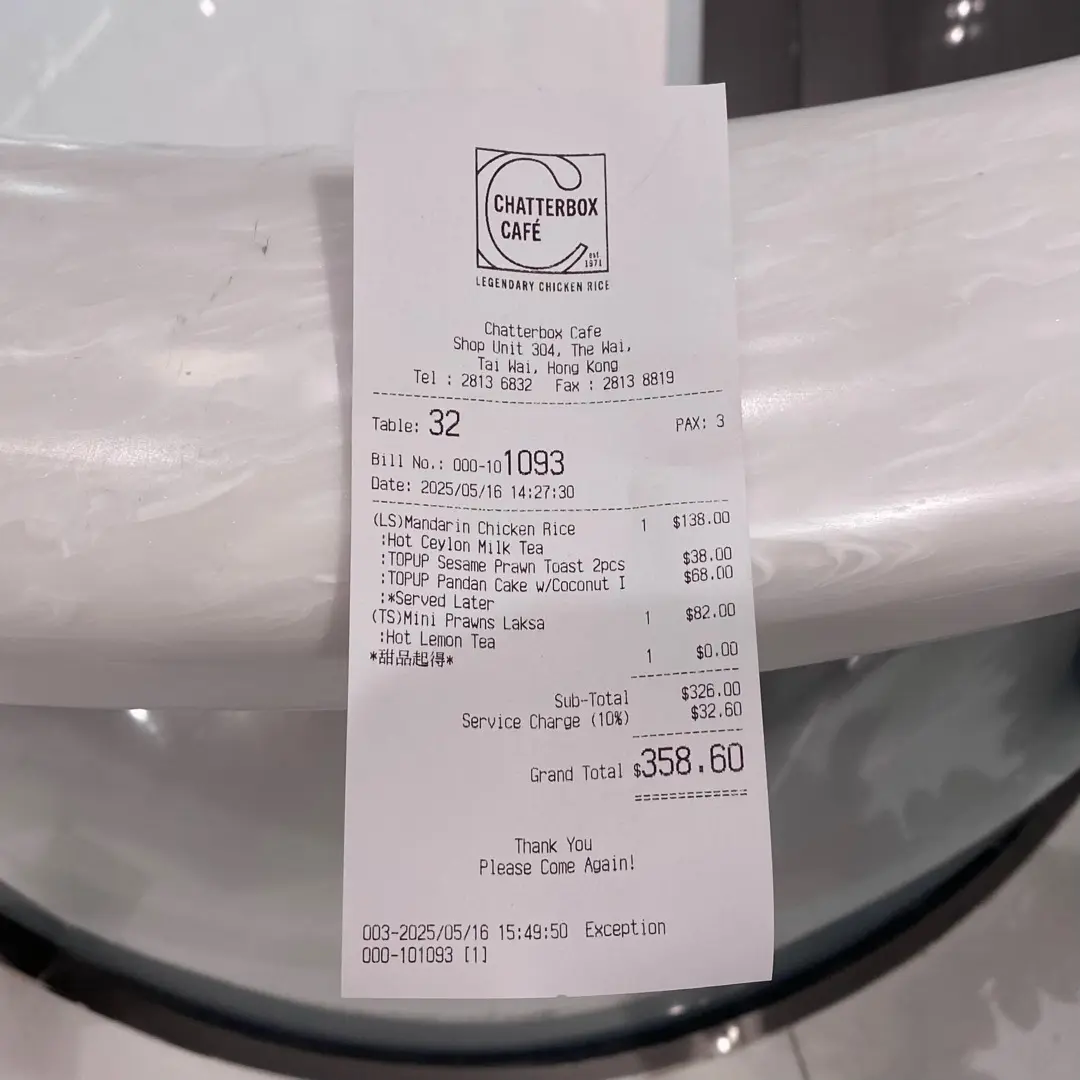 CHATTERBOX
CAFÉ
est.
1971
LEGENDARY CHICKEN RICE
Chatterbox Cafe
Shop Unit 304, The Wai,
Tai Wai, Hong Kong
Tel : 2813 6832 Fax : 2813 8819
Table: 32 PAX: 3
Bill No.: 000-101093
Date: 2025/05/16 14:27:30
(LS)Mandarin Chicken Rice 1 $138.00
:Hot Ceylon Milk Tea
:TOPUP Sesame Prawn Toast 2pcs $38.00
:TOPUP Pandan Cake w/Coconut I $68.00
:*Served Later
(TS)Mini Prawns Laksa 1 $82.00
:Hot Lemon Tea
*甜品起得* 1 $0.00
Sub-Total $326.00
Service Charge (10%) $32.60
Grand Total $358.60
=============
Thank You
Please Come Again!
003-2025/05/16 15:49:50 Exception
000-101093 [1]